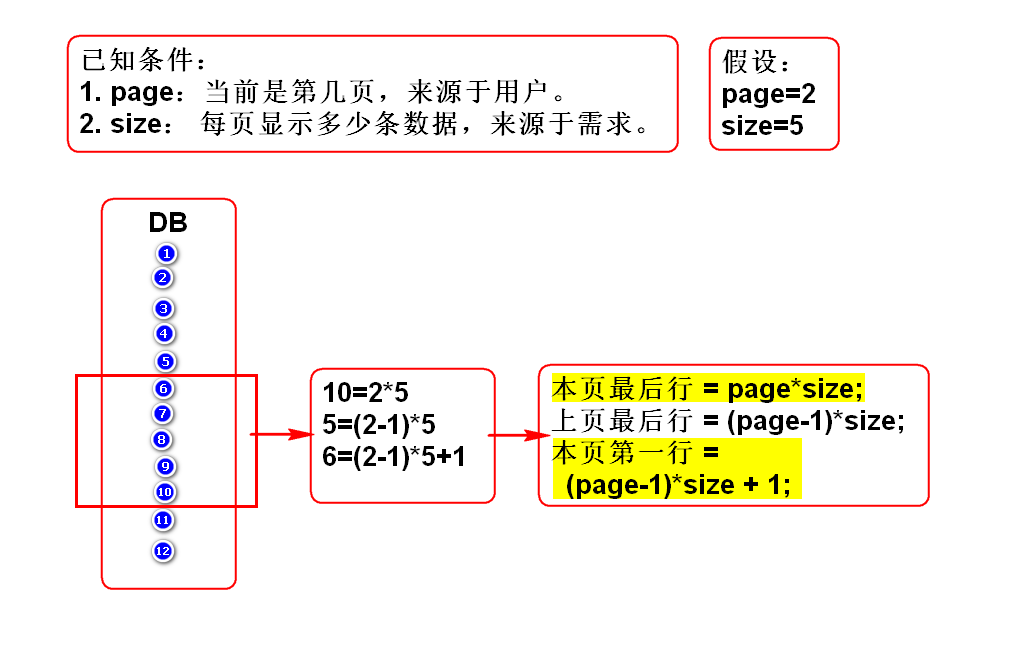 已知条件：
1. page：当前是第几页，来源于用户。
2. size： 每页显示多少条数据，来源于需求。
假设：
page=2
size=5
DB
1
2
3
4
5
6
7
8
9
10
11
12
10=2*5
5=(2-1)*5
6=(2-1)*5+1
本页最后行 = page*size;
上页最后行 = (page-1)*size;
本页第一行 =
(page-1)*size + 1;